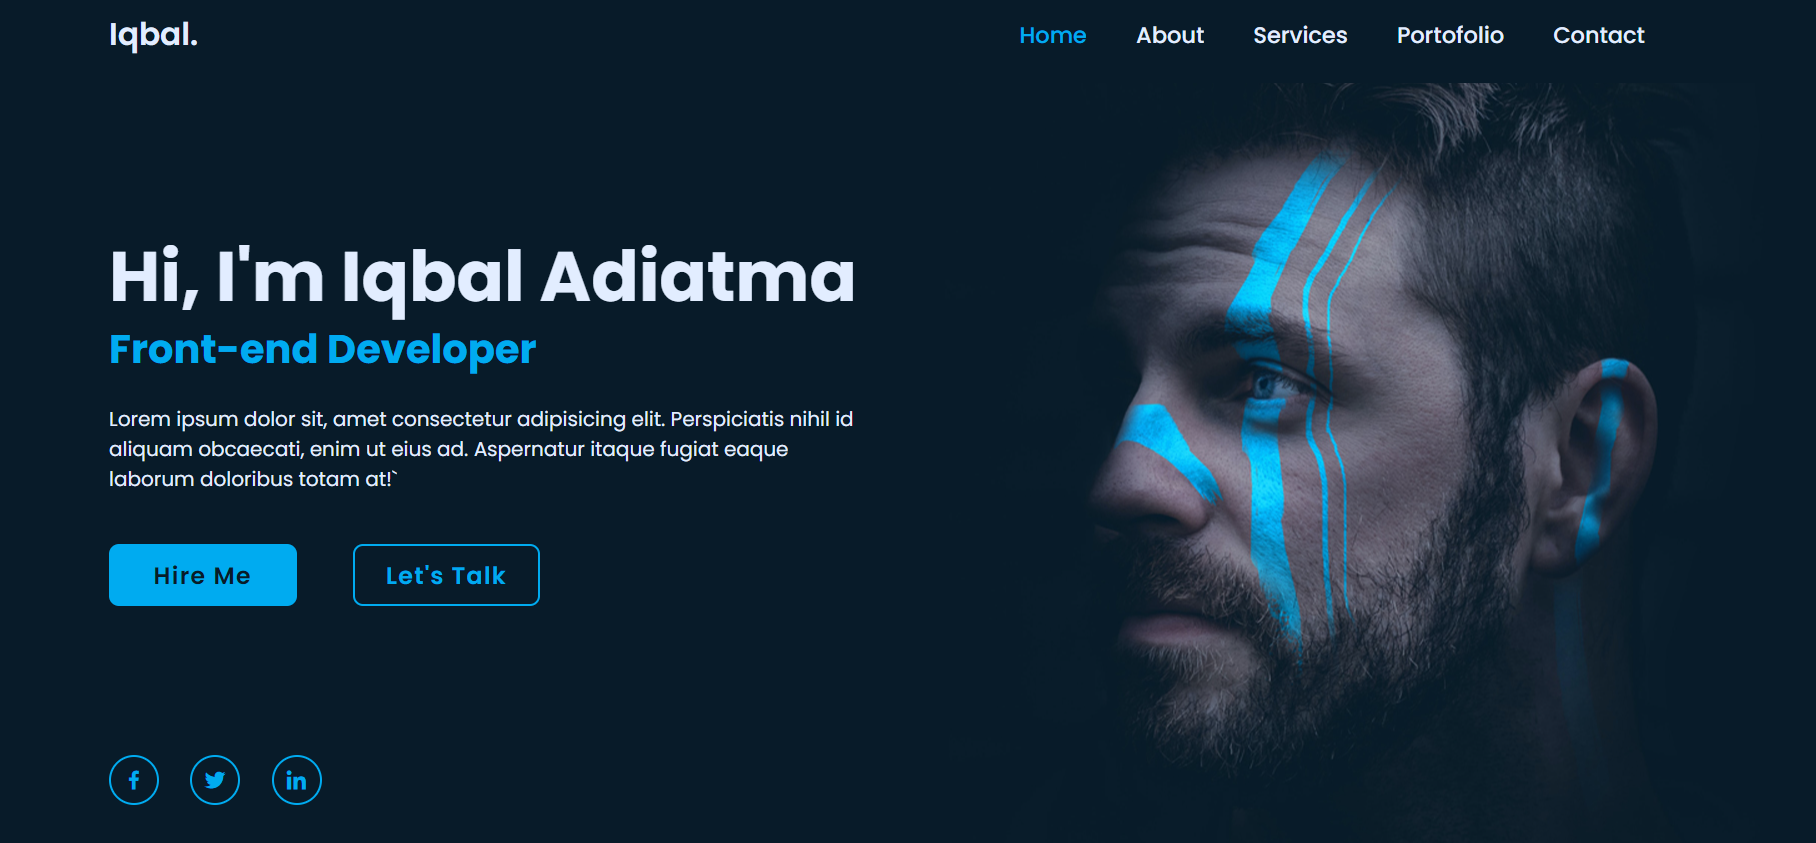 Iqbal.
Home About Services Portofolio Contact
Hi, I'm Iqbal Adiatma
Front-end Developer
Lorem ipsum dolor sit, amet consectetur adipisicing elit. Perspiciatis nihil id
aliquam obcaecati, enim ut eius ad. Aspernatur itaque fugiat eaque
laborum doloribus totam at!`
Hire Me
Let's Talk